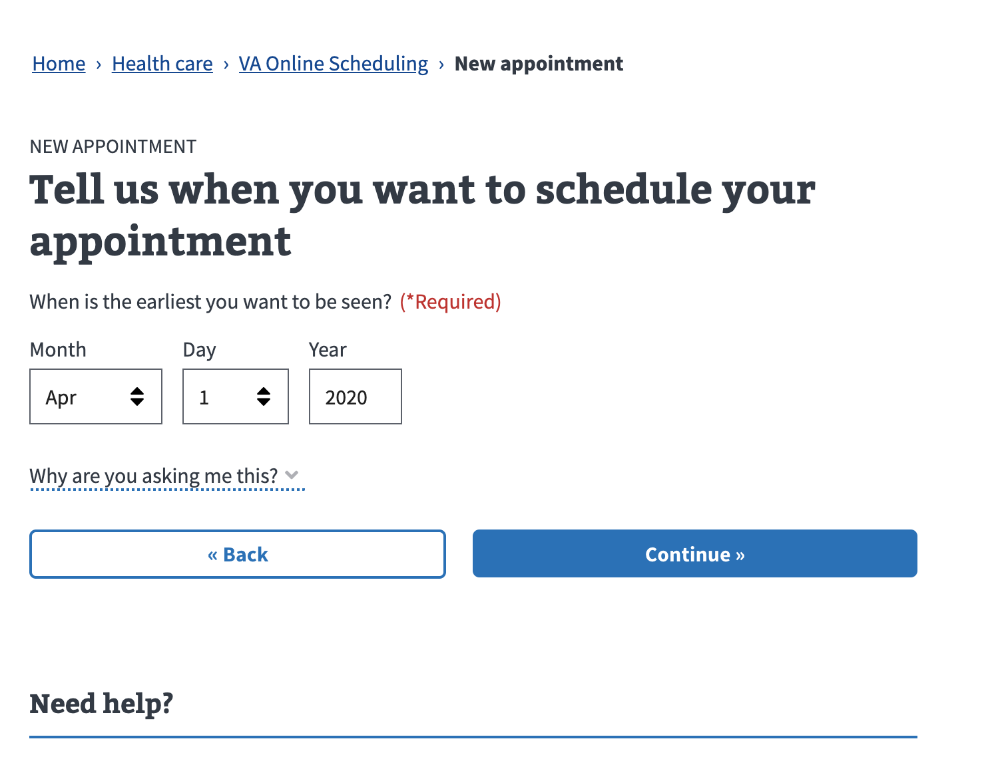 Home › Health care › VA Online Scheduling › New appointment
NEW APPOINTMENT
Tell us when you want to schedule your
appointment
When is the earliest you want to be seen? (*Required)
Month Day Year
Apr 1 2020
Why are you asking me this?
« Back Continue »
Need help?